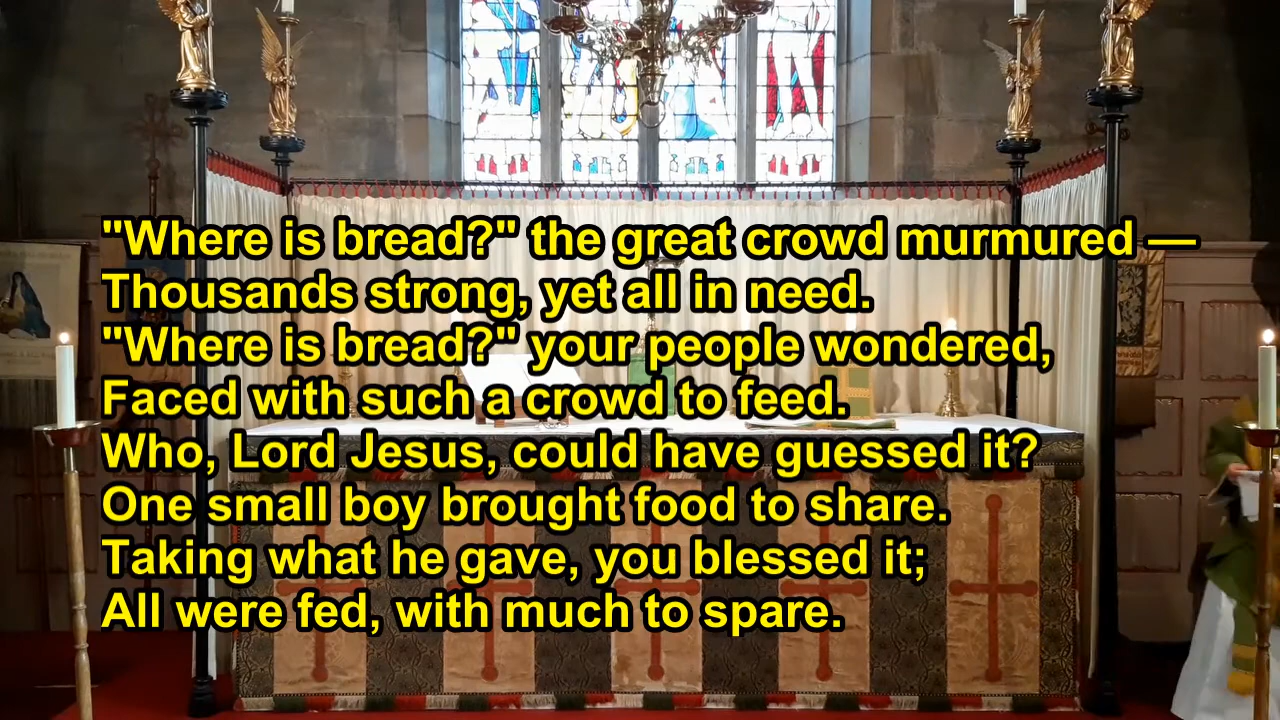 "Where is bread?" the great crowd murmured —
Thousands strong, yet all in need.
"Where is bread?" your people wondered,
Faced with such a crowd to feed.
Who, Lord Jesus, could have guessed it?
One small boy brought food to share.
Taking what he gave, you blessed it;
All were fed, with much to spare.